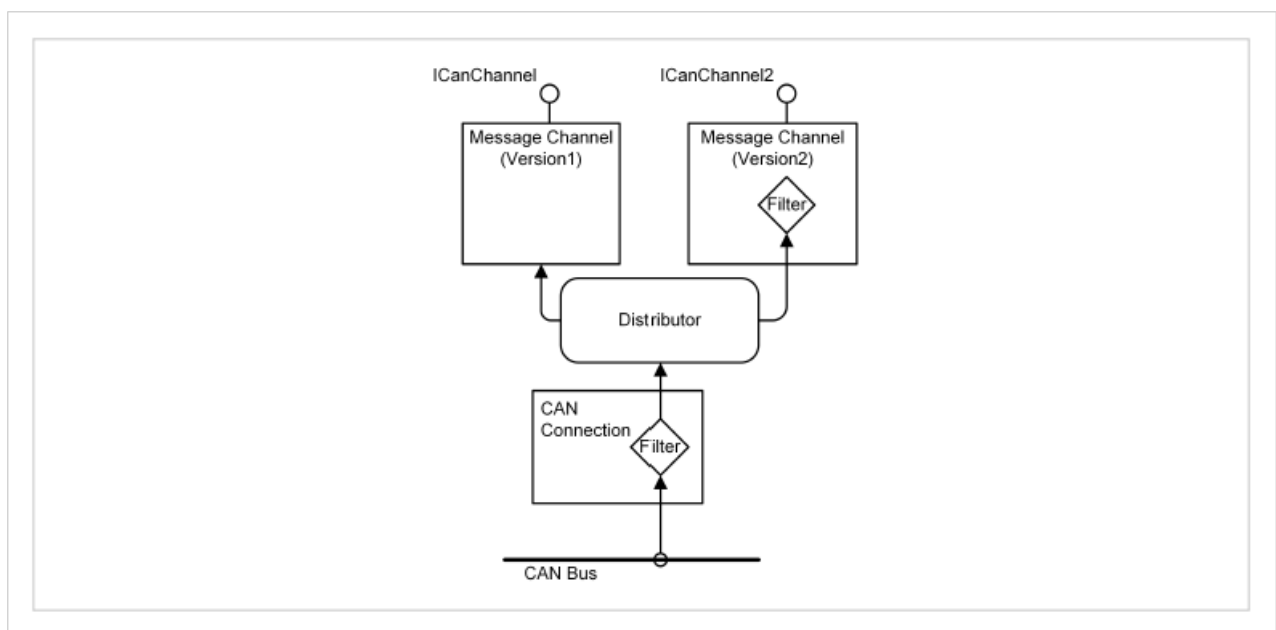 ICanChannel
ICanChannel2
Message Channel
(Version1)
Message Channel
(Version2)
Filter
Distributor
CAN
Connection
Filter
CAN Bus